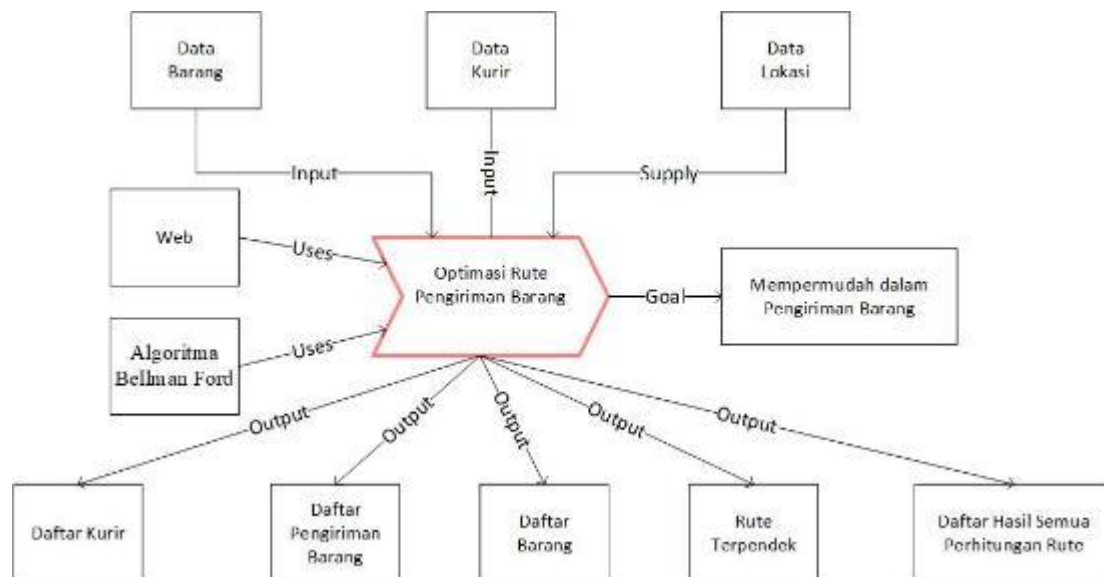 Data
Barang
Data
Kurir
Data
Lokasi
Input
Input
Supply
Web
Uses
Optimasi Rute
Pengiriman Barang
Goal
Mempermudah dalam
Pengiriman Barang
Algoritma
Bellman Ford
Uses
Output
Output
Output
Output
Output
Daftar Kurir
Daftar
Pengiriman
Barang
Daftar
Barang
Rute
Terpendek
Daftar Hasil Semua
Perhitungan Rute